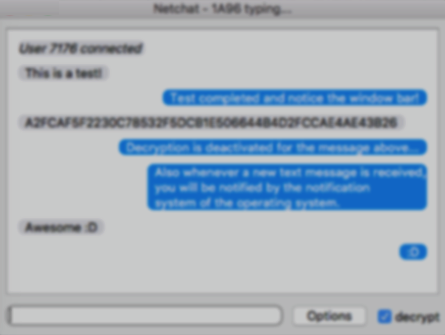 Netchat - 1A96 typing...
User 7176 connected
This is a test!
Test completed and notice the window bar!
Decryption is deactivated for the message above...
Also whenever a new text message is received,
you will be notified by the notification
system of the operating system.
Awesome :D
:D
Options
decrypt